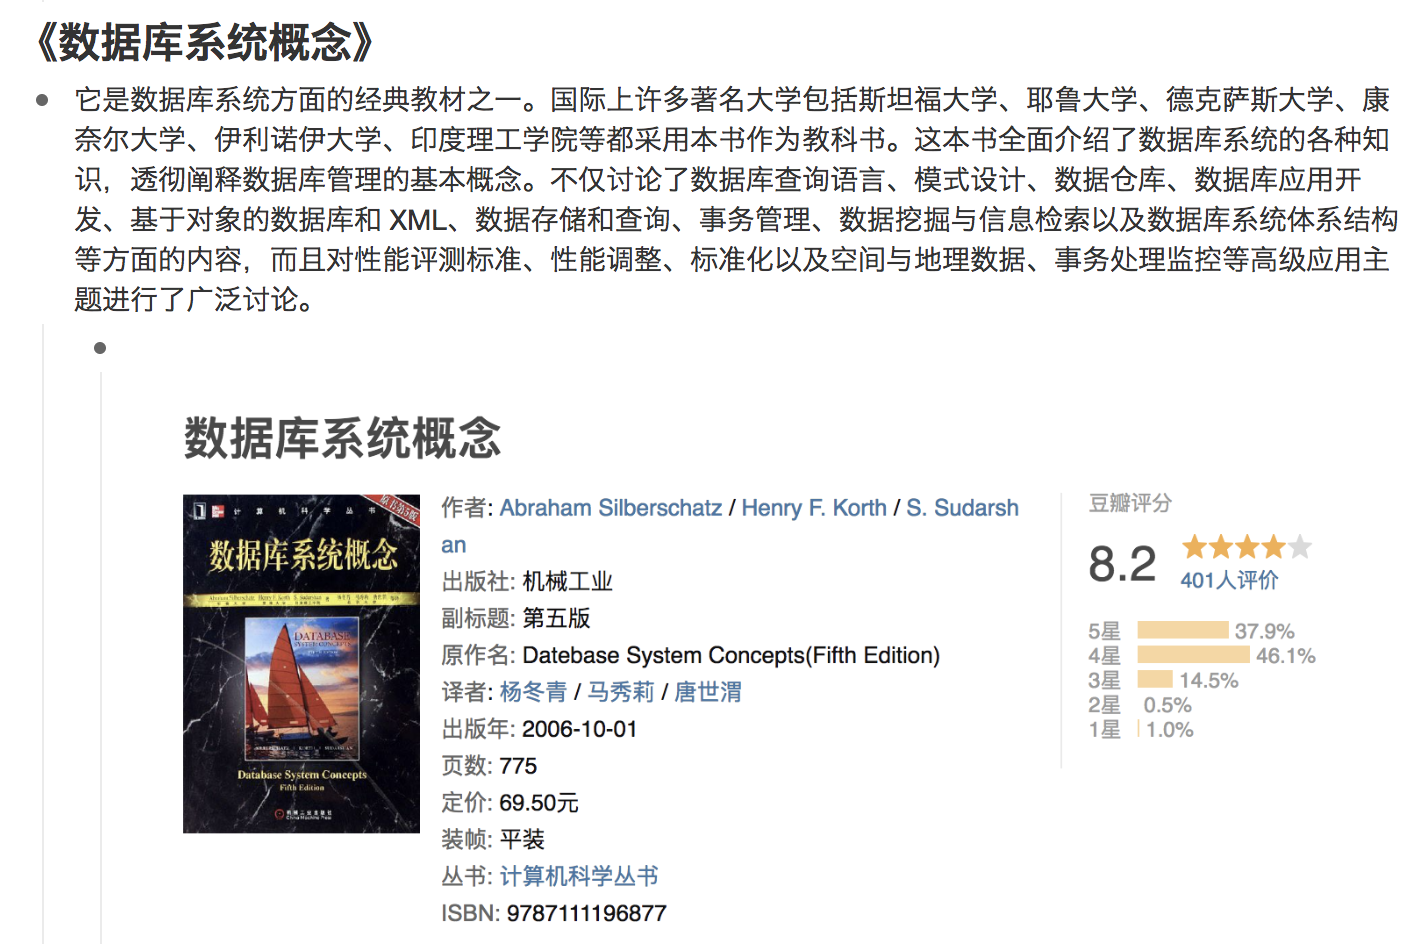 《数据库系统概念》
它是数据库系统方面的经典教材之一。国际上许多著名大学包括斯坦福大学、耶鲁大学、德克萨斯大学、康
奈尔大学、伊利诺伊大学、印度理工学院等都采用本书作为教科书。这本书全面介绍了数据库系统的各种知
识，透彻阐释数据库管理的基本概念。不仅讨论了数据库查询语言、模式设计、数据仓库、数据库应用开
发、基于对象的数据库和 XML、数据存储和查询、事务管理、数据挖掘与信息检索以及数据库系统体系结构
等方面的内容，而且对性能评测标准、性能调整、标准化以及空间与地理数据、事务处理监控等高级应用主
题进行了广泛讨论。
数据库系统概念
计算机科学丛书
原书第5版
数据库系统概念
DATABASE
SYSTEM CONCEPTS
Database System Concepts
Fifth Edition
机械工业出版社
China Machine Press
作者: Abraham Silberschatz / Henry F. Korth / S. Sudarsh
an
出版社: 机械工业
副标题: 第五版
原作名: Datebase System Concepts(Fifth Edition)
译者: 杨冬青 / 马秀莉 / 唐世渭
出版年: 2006-10-01
页数: 775
定价: 69.50元
装帧: 平装
丛书: 计算机科学丛书
ISBN: 9787111196877
豆瓣评分
8.2
401人评价
5星 37.9%
4星 46.1%
3星 14.5%
2星 0.5%
1星 1.0%